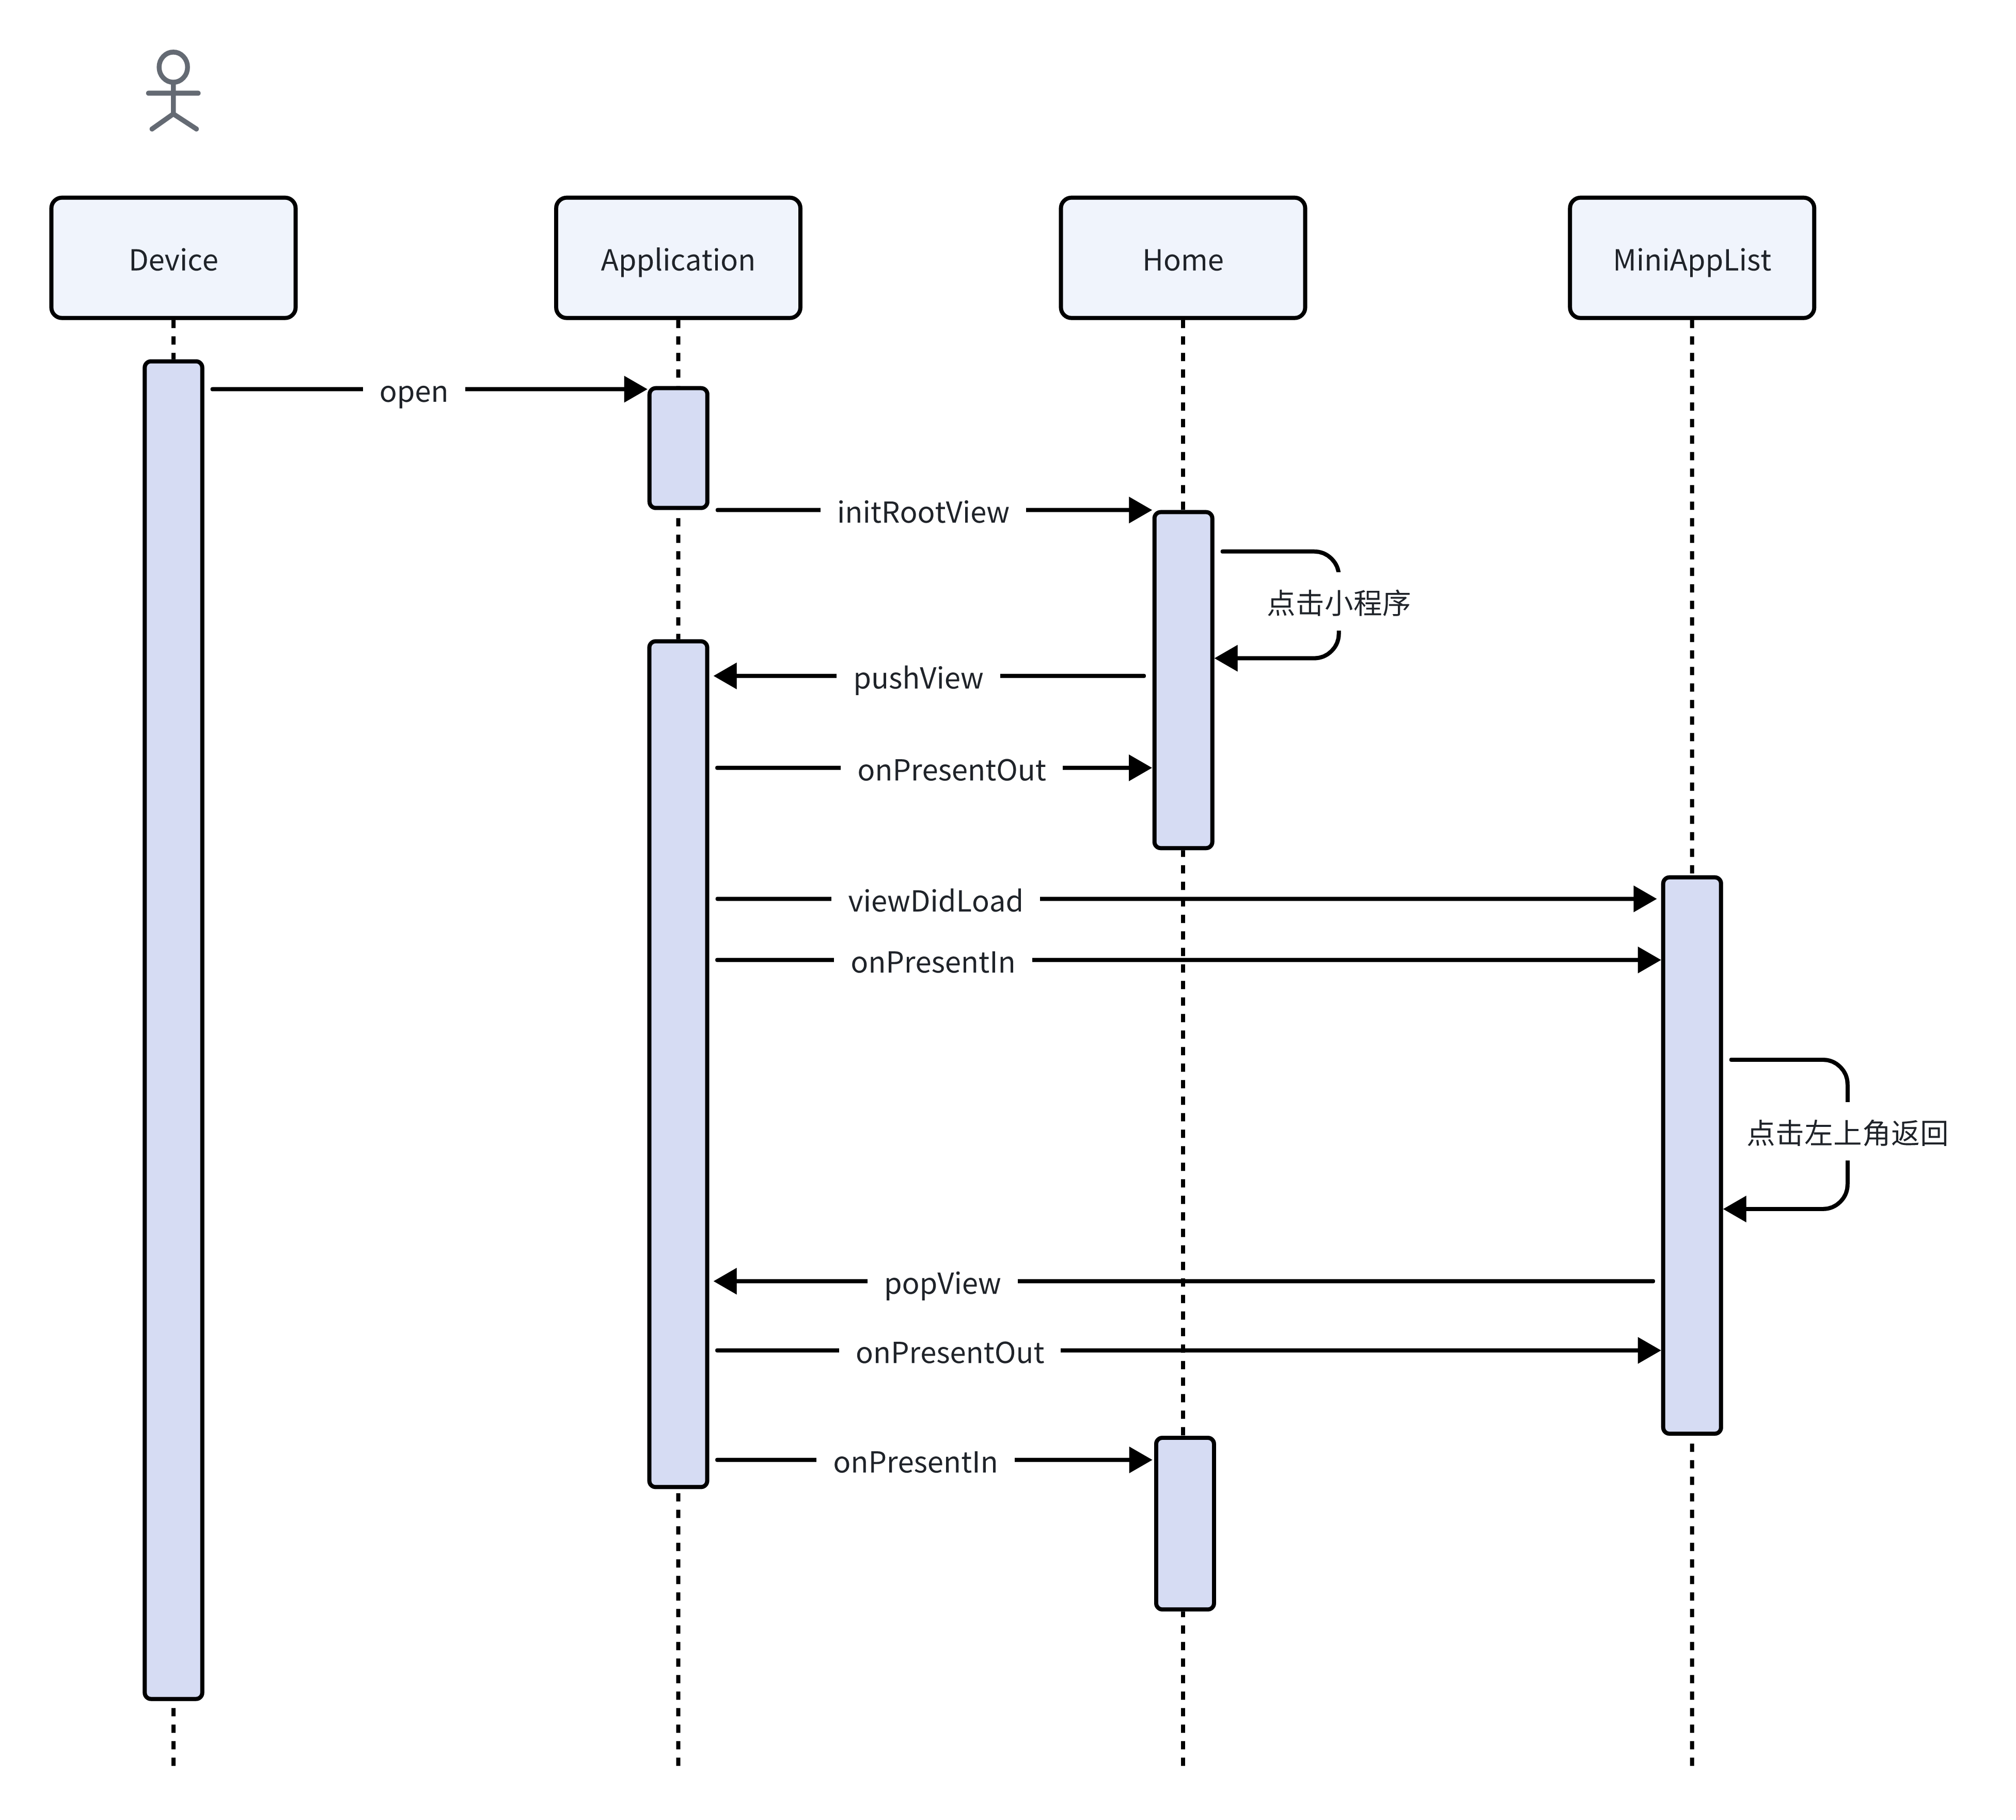 Device
Application
Home
MiniAppList
open
initRootView
点击小程序
pushView
onPresentOut
viewDidLoad
onPresentIn
点击左上角返回
popView
onPresentOut
onPresentIn